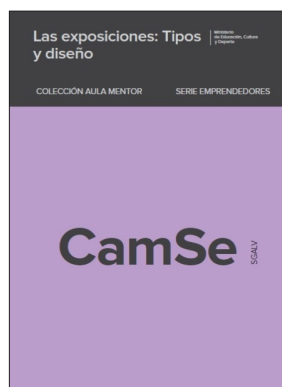 Las exposiciones: Tipos
y diseño
Ministerio
de Educación, Cultura
y Deporte
COLECCIÓN AULA MENTOR
SERIE EMPRENDEDORES
CamSe
SGALV